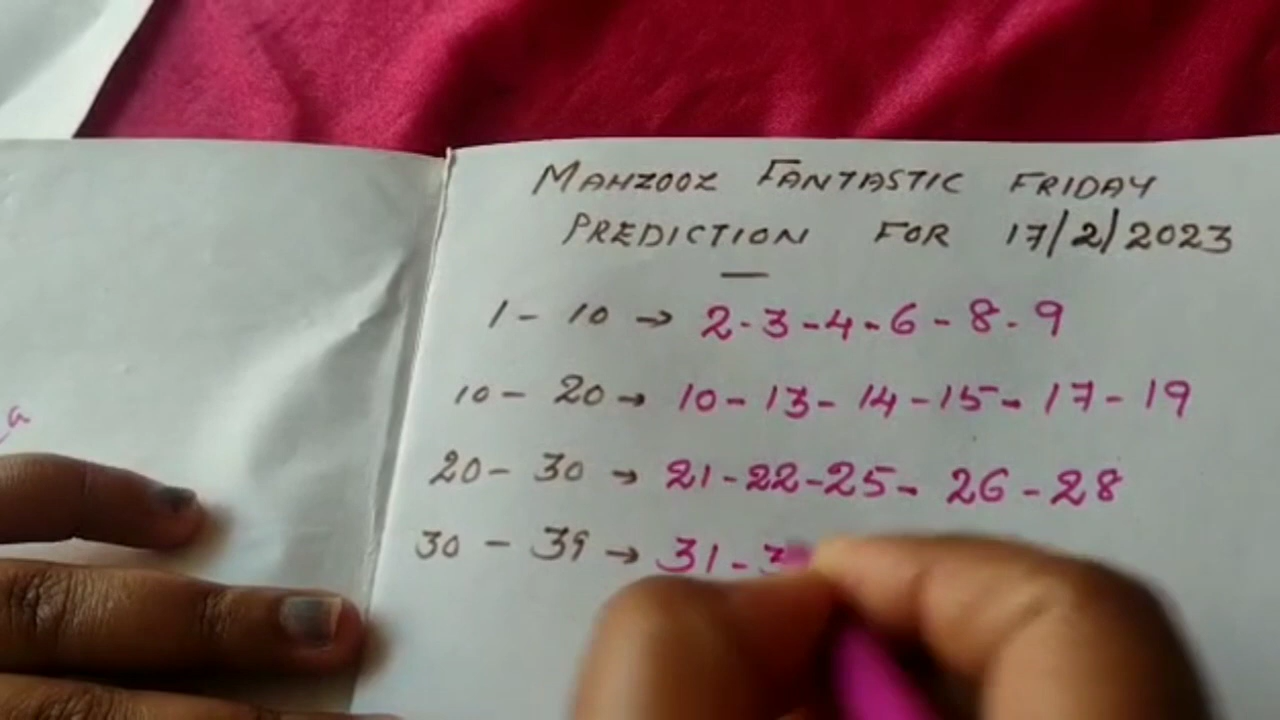 MAHZOOZ FANTASTIC FRIDAY
PREDICTION FOR 17/2/2023
1 - 10 → 2-3-4-6-8-9
10 - 20 → 10-13-14-15-17-19
20 - 30 → 21-22-25-26-28
30 - 39 → 31-3